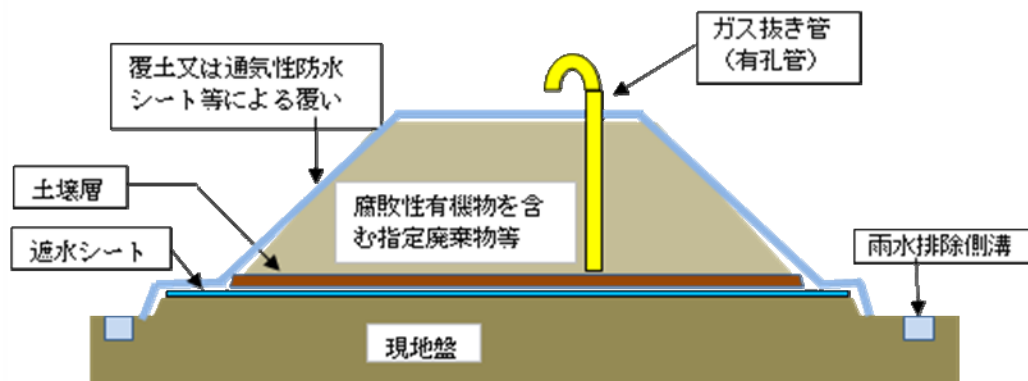 ガス抜き管
（有孔管）
覆土又は通気性防水
シート等による覆い
土壌層
腐敗性有機物を含
む指定廃棄物等
遮水シート
雨水排除側溝
現地盤